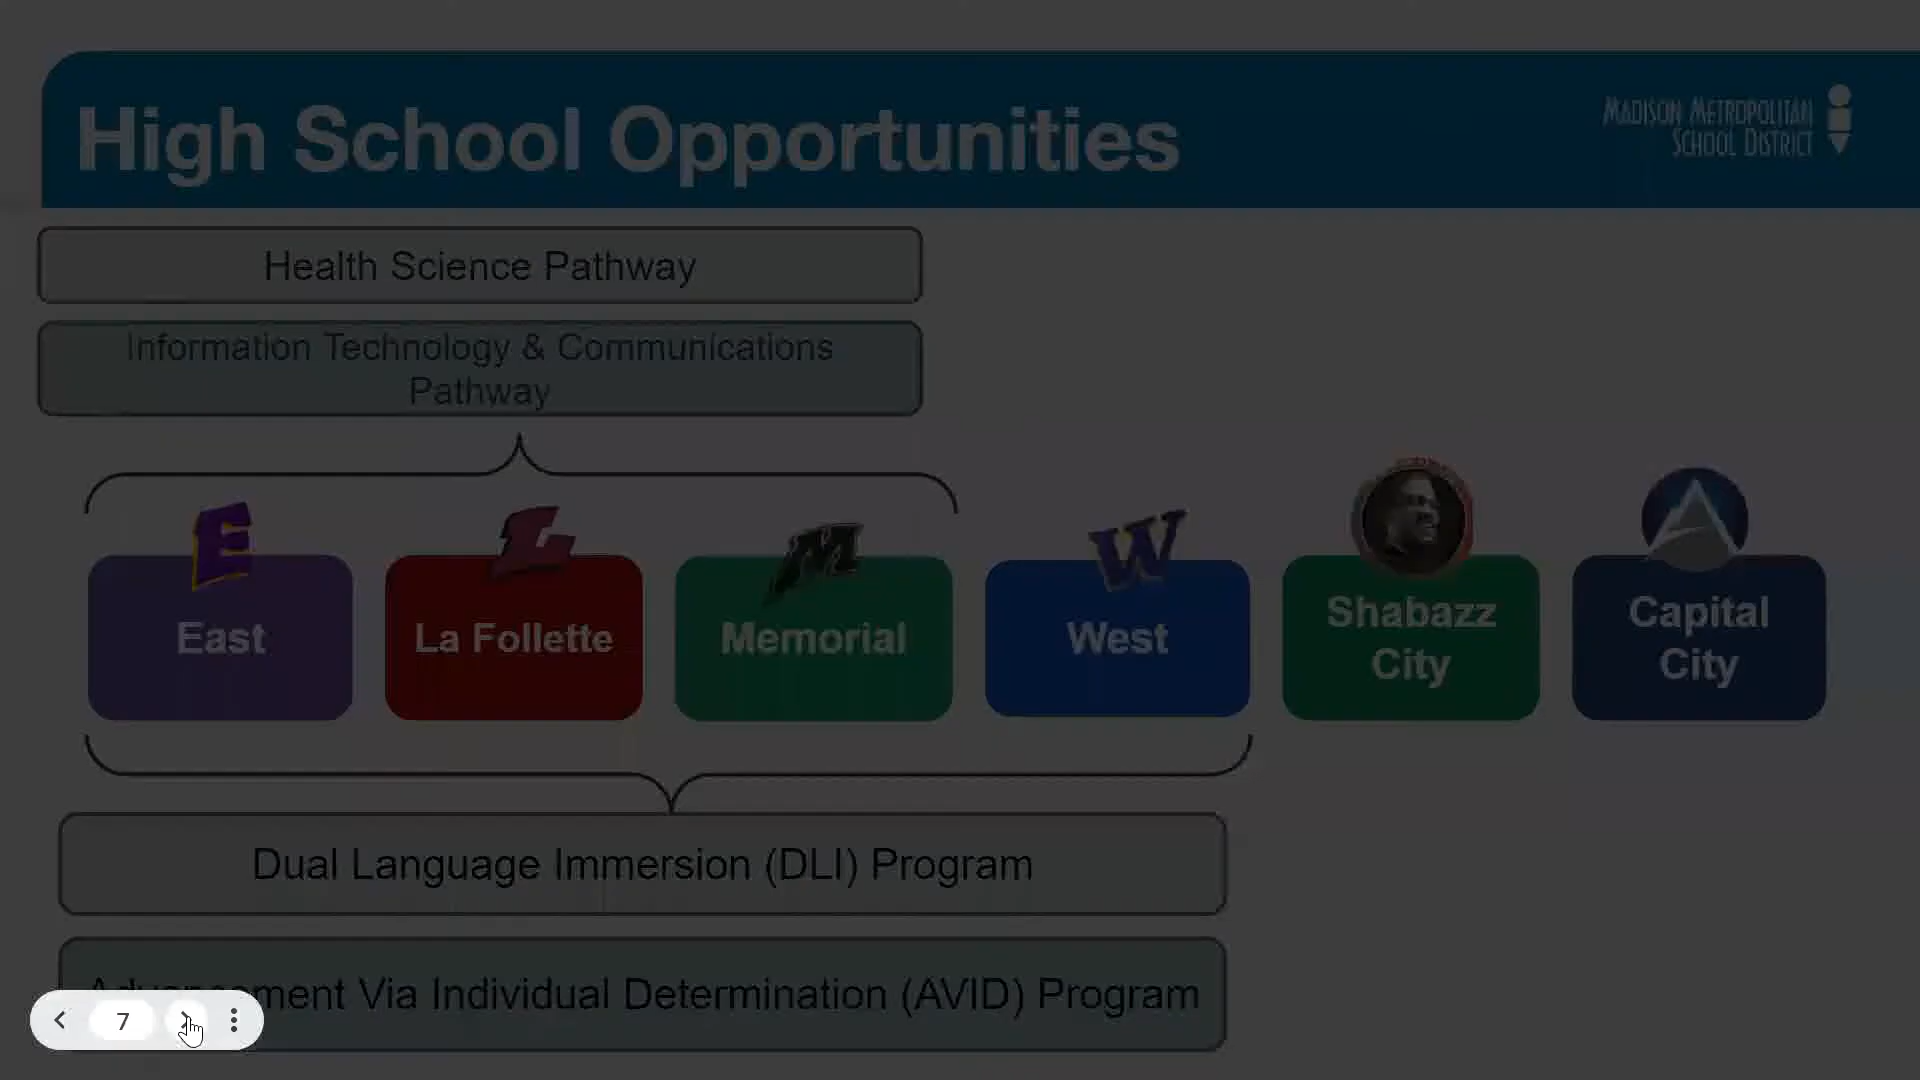 High School Opportunities
MADISON METROPOLITAN
SCHOOL DISTRICT
Health Science Pathway
Information Technology & Communications
Pathway
E
L
M
W
East
La Follette
Memorial
West
Shabazz
City
Capital
City
Dual Language Immersion (DLI) Program
Advancement Via Individual Determination (AVID) Program
7